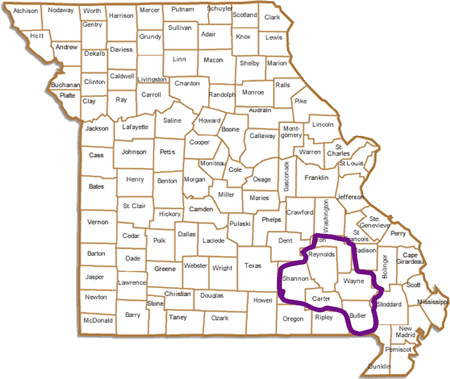 Atchison Nodaway Worth Harrison Mercer Putnam Schuyler Scotland Clark
Gentry Sullivan Adair Knox Lewis
Holt Andrew Dekalb Daviess Grundy
Linn Macon Shelby Marion
Buchanan Clinton Caldwell Livingston Cnanton Monroe Ralls
Platte Clay Ray Carroll Randolph Pike
Audrain
Jackson Lafayette Saline Howard Boone Callaway Mont-
gomery Lincoln
Cooper Warren St
Charles
Cass Johnson Pettis Moniteau Cole Osage Gasconade Franklin St Louis
Bates Henry Benton Morgan Miller Maries Jefferson
St. Clair Hickory Camden Pulaski Phelps Crawford Washington Ste.
Genevieve Perry
Vernon Cedar Polk Dallas Laclede Dent Iron St
Francois Madison
Barton Dade Greene Webster Wright Texas Shannon Reynolds Wayne Bollinger Cape
Girardeau
Jasper Lawrence Christian Douglas Howell Carter Stoddard Scott
Newton Stone Mississippi
McDonald Barry Taney Ozark Oregon Ripley Butler New
Madrid
Pemiscot
Dunklin